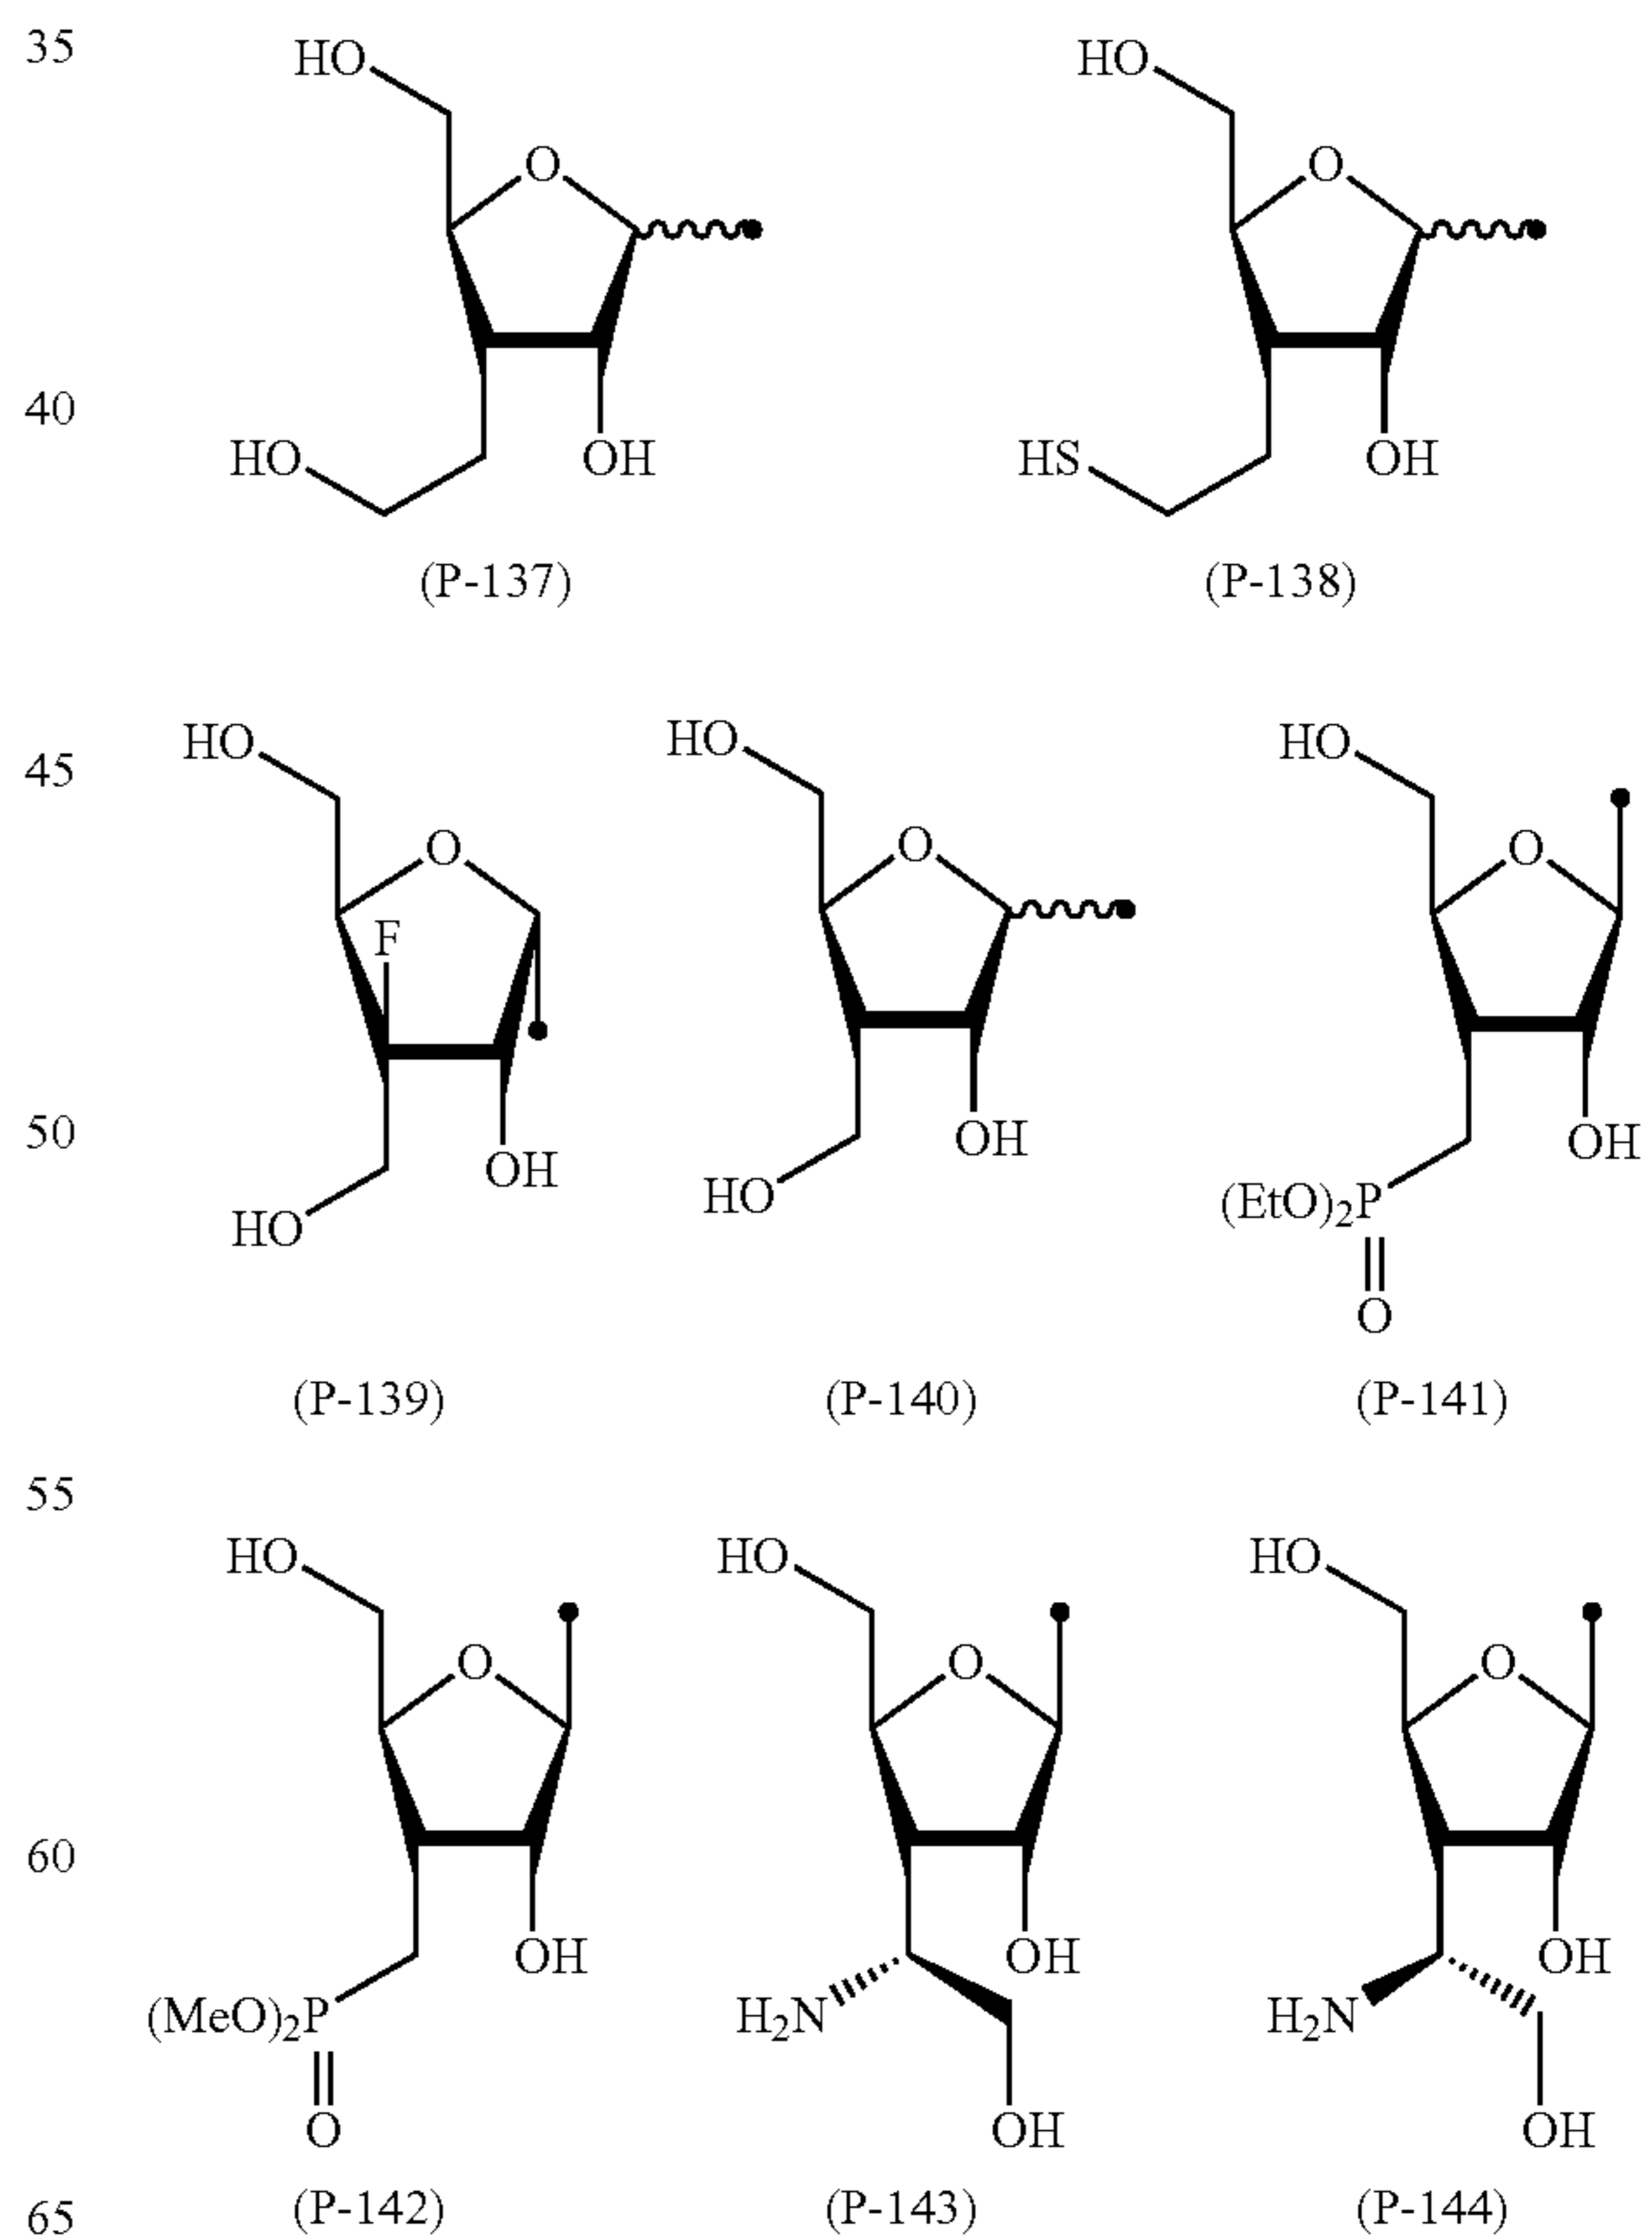 35
HO HO
O O
40
HO OH HS OH
(P-137) (P-138)
HO HO HO
45
O O O
F
50
OH OH OH
HO HO (EtO)₂P
O
(P-139) (P-140) (P-141)
55
HO HO HO
O O O
60
OH OH OH
(MeO)₂P H₂N H₂N
O OH OH
(P-142) (P-143) (P-144)
65